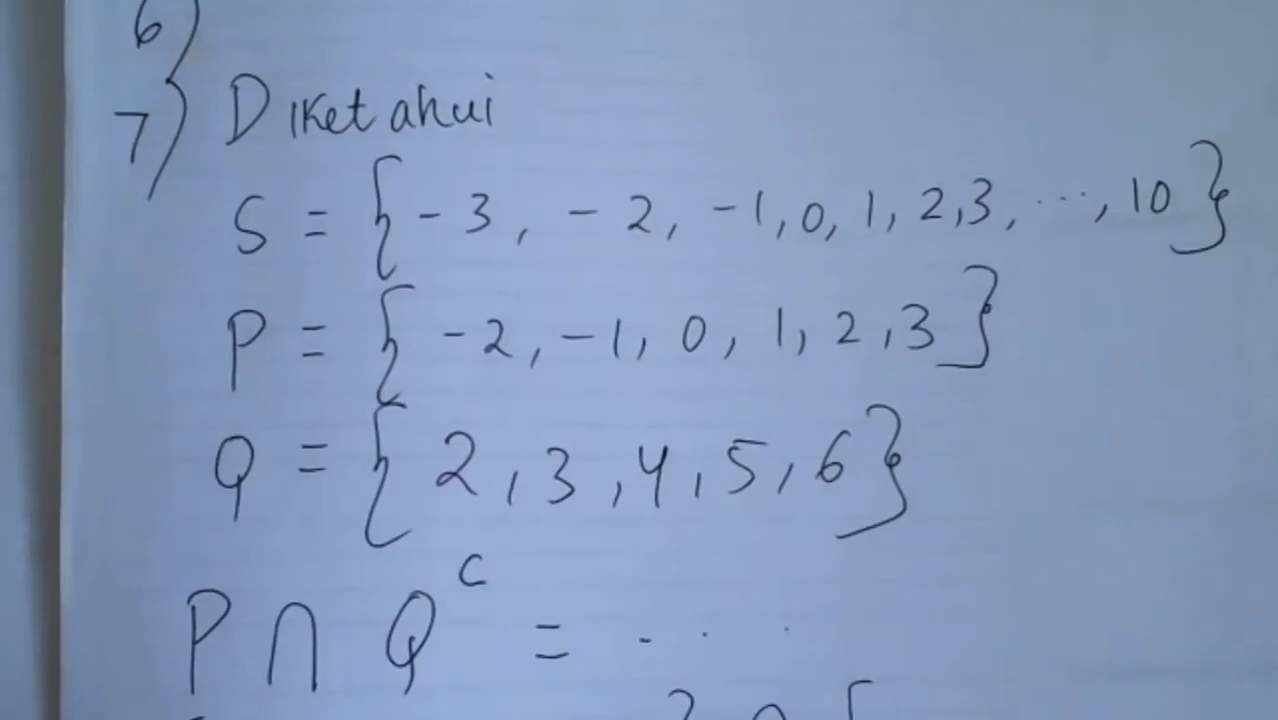 6)
7) Diketahui
S = { -3, -2, -1, 0, 1, 2, 3, ..., 10 }
P = { -2, -1, 0, 1, 2, 3 }
Q = { 2, 3, 4, 5, 6 }
P ∩ Q^c = ...